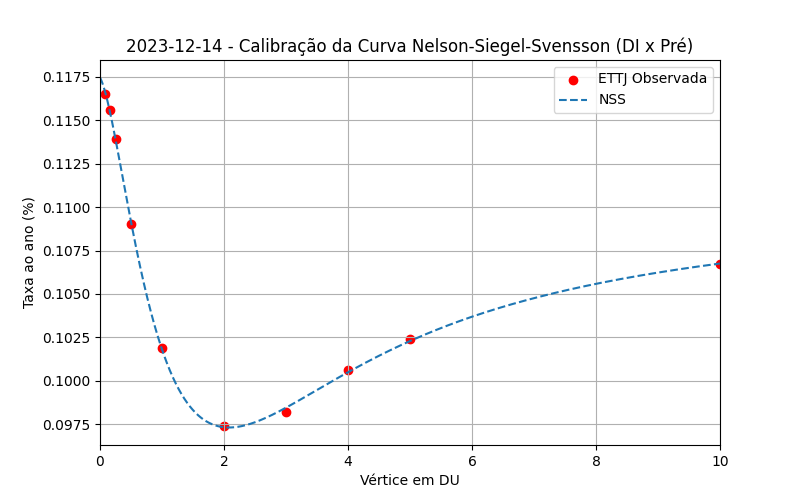 2023-12-14 - Calibração da Curva Nelson-Siegel-Svensson (DI x Pré)
ETTJ Observada
NSS
Taxa ao ano (%)
0.1175
0.1150
0.1125
0.1100
0.1075
0.1050
0.1025
0.1000
0.0975
0 2 4 6 8 10
Vértice em DU